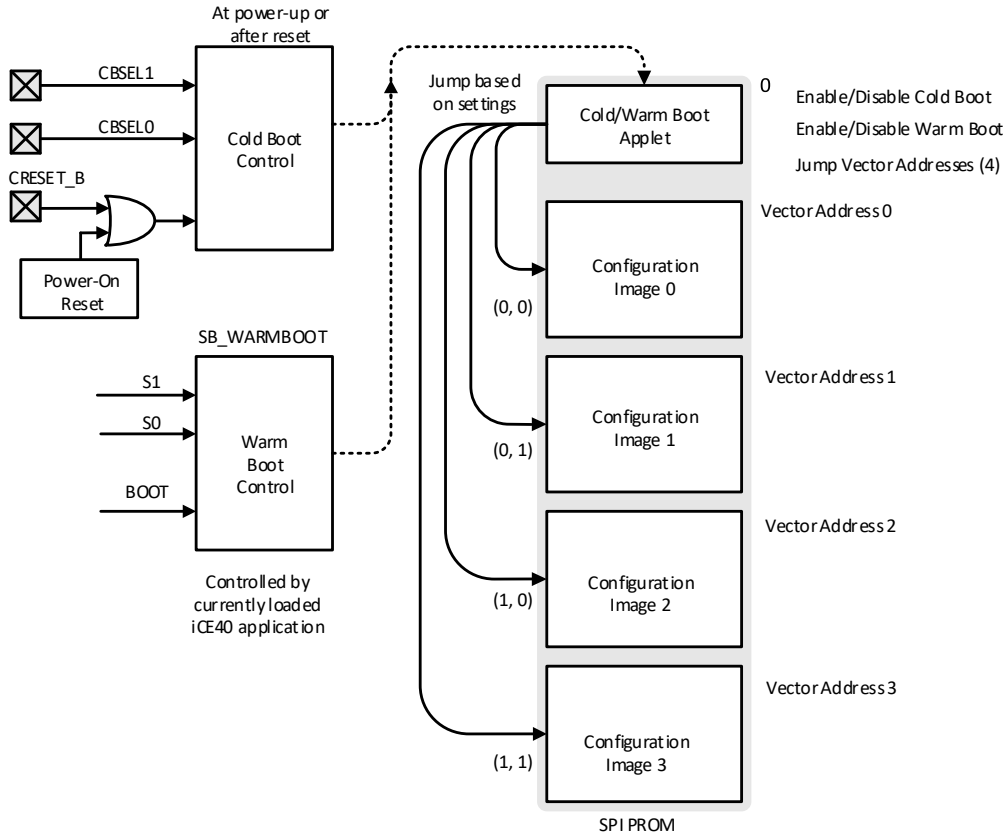 At power-up or
after reset
CBSEL1
CBSEL0
CRESET_B
Cold Boot
Control
Power-On
Reset
SB_WARMBOOT
S1
S0
BOOT
Warm
Boot
Control
Controlled by
currently loaded
iCE40 application
Jump based
on settings
Cold/Warm Boot
Applet
0
Enable/Disable Cold Boot
Enable/Disable Warm Boot
Jump Vector Addresses (4)
Vector Address 0
Configuration
Image 0
(0, 0)
Vector Address 1
Configuration
Image 1
(0, 1)
Vector Address 2
Configuration
Image 2
(1, 0)
Vector Address 3
Configuration
Image 3
(1, 1)
SPI PROM